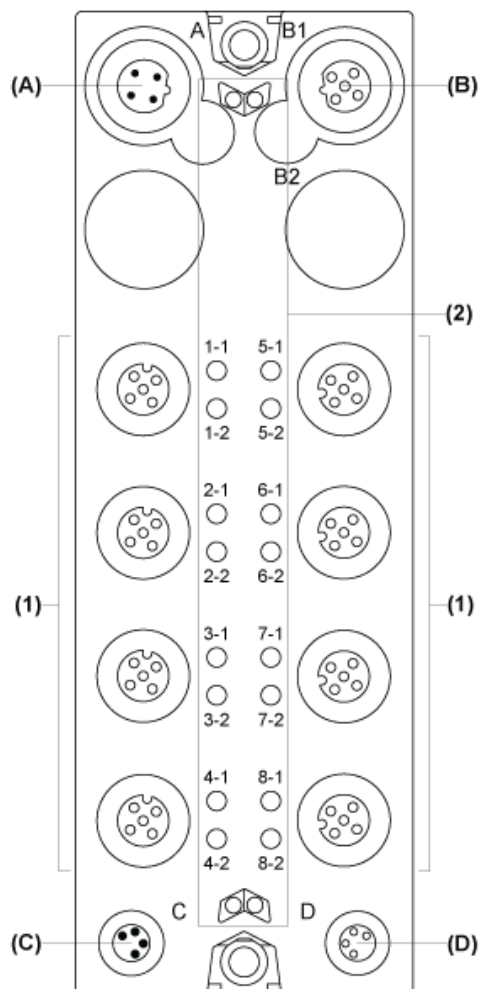 A B1
(A) (B)
B2
(2)
1-1 5-1
1-2 5-2
2-1 6-1
2-2 6-2
(1) (1)
3-1 7-1
3-2 7-2
4-1 8-1
4-2 8-2
C D
(C) (D)